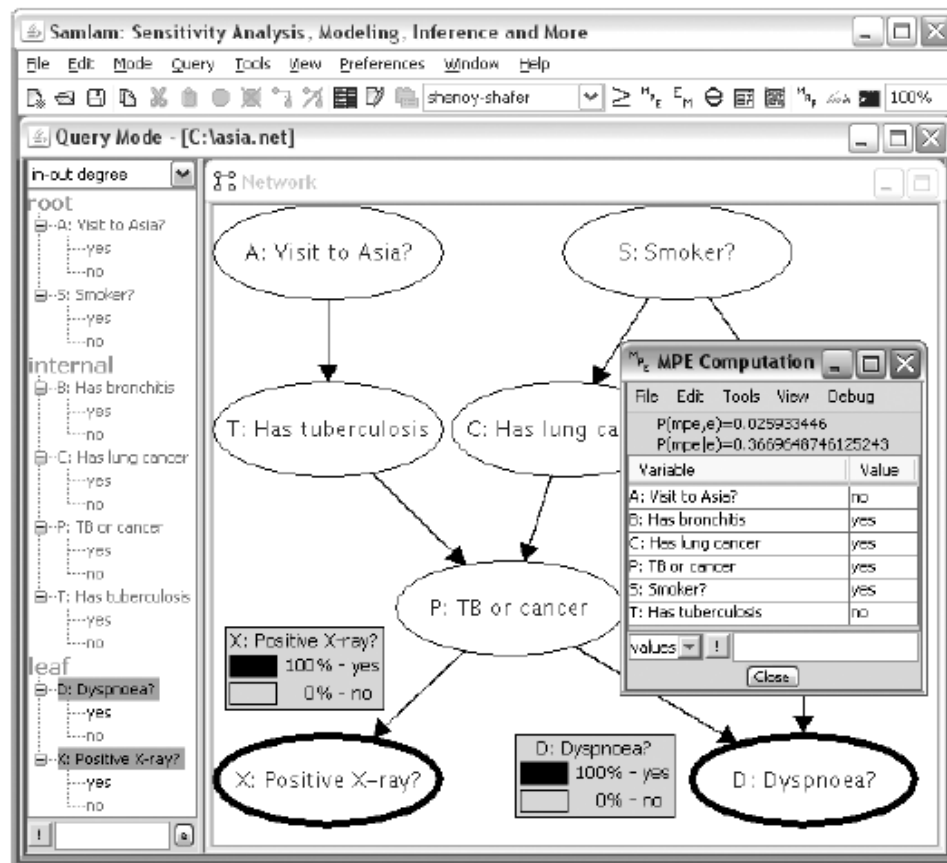 Samlam: Sensitivity Analysis, Modeling, Inference and More
File Edit Mode Query Tools View Preferences Window Help
shenoy-shafer
MPE
EM
100%
Query Mode - [C:\asia.net]
in-out degree
root
A: Visit to Asia?
yes
no
S: Smoker?
yes
no
internal
B: Has bronchitis
yes
no
C: Has lung cancer
yes
no
P: TB or cancer
yes
no
T: Has tuberculosis
yes
no
leaf
D: Dyspnoea?
yes
no
X: Positive X-ray?
yes
no
!
Network
A: Visit to Asia?
S: Smoker?
T: Has tuberculosis
C: Has lung ca
P: TB or cancer
X: Positive X-ray?
100% - yes
0% - no
X: Positive X-ray?
D: Dyspnoea?
100% - yes
0% - no
D: Dyspnoea?
MPE MPE Computation
File Edit Tools View Debug
P(mpe,e)=0.025933446
P(mpe|e)=0.3669648746125243
Variable Value
A: Visit to Asia? no
B: Has bronchitis yes
C: Has lung cancer yes
P: TB or cancer yes
S: Smoker? yes
T: Has tuberculosis no
values !
Close